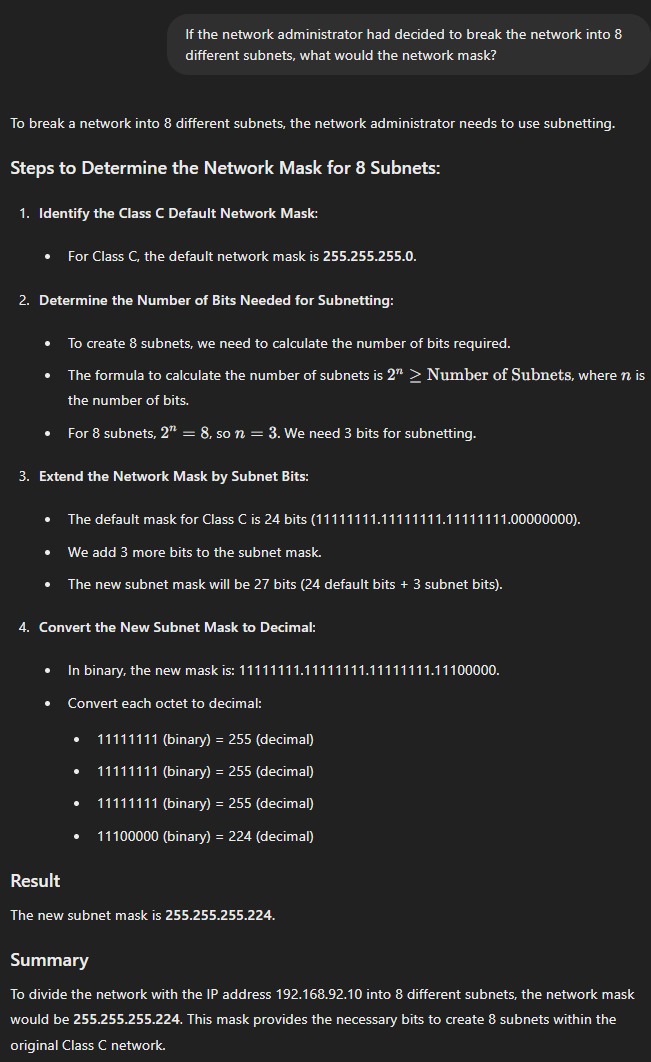 If the network administrator had decided to break the network into 8
different subnets, what would the network mask?
To break a network into 8 different subnets, the network administrator needs to use subnetting.
Steps to Determine the Network Mask for 8 Subnets:
1. Identify the Class C Default Network Mask:
• For Class C, the default network mask is 255.255.255.0.
2. Determine the Number of Bits Needed for Subnetting:
• To create 8 subnets, we need to calculate the number of bits required.
• The formula to calculate the number of subnets is 2ⁿ ≥ Number of Subnets, where n is
the number of bits.
• For 8 subnets, 2ⁿ = 8, so n = 3. We need 3 bits for subnetting.
3. Extend the Network Mask by Subnet Bits:
• The default mask for Class C is 24 bits (11111111.11111111.11111111.00000000).
• We add 3 more bits to the subnet mask.
• The new subnet mask will be 27 bits (24 default bits + 3 subnet bits).
4. Convert the New Subnet Mask to Decimal:
• In binary, the new mask is: 11111111.11111111.11111111.11100000.
• Convert each octet to decimal:
• 11111111 (binary) = 255 (decimal)
• 11111111 (binary) = 255 (decimal)
• 11111111 (binary) = 255 (decimal)
• 11100000 (binary) = 224 (decimal)
Result
The new subnet mask is 255.255.255.224.
Summary
To divide the network with the IP address 192.168.92.10 into 8 different subnets, the network mask
would be 255.255.255.224. This mask provides the necessary bits to create 8 subnets within the
original Class C network.